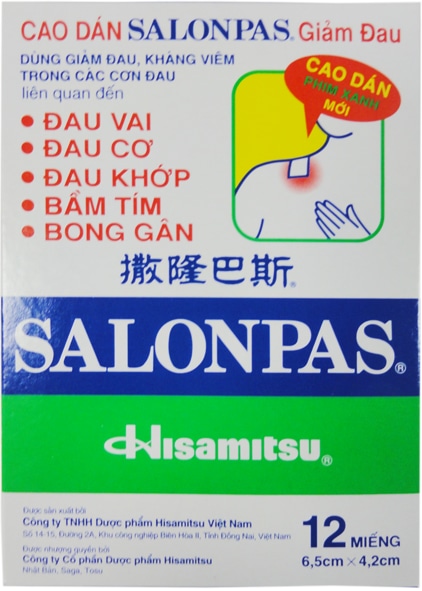 CAO DÁN SALONPAS® Giảm Đau
DÙNG GIẢM ĐAU, KHÁNG VIÊM
TRONG CÁC CƠN ĐAU
liên quan đến
• ĐAU VAI
• ĐAU CƠ
• ĐAU KHỚP
• BẦM TÍM
• BONG GÂN
CAO DÁN
PHIM XANH
MỚI
撒隆巴斯®
SALONPAS®
Hisamitsu®
Được sản xuất bởi
Công ty TNHH Dược phẩm Hisamitsu Việt Nam
Số 14-15, Đường 2A, Khu công nghiệp Biên Hòa II, Tỉnh Đồng Nai, Việt Nam
Được nhượng quyền bởi
Công ty Cổ phần Dược phẩm Hisamitsu
Nhật Bản, Saga, Tosu
12 MIẾNG
6,5cm × 4,2cm